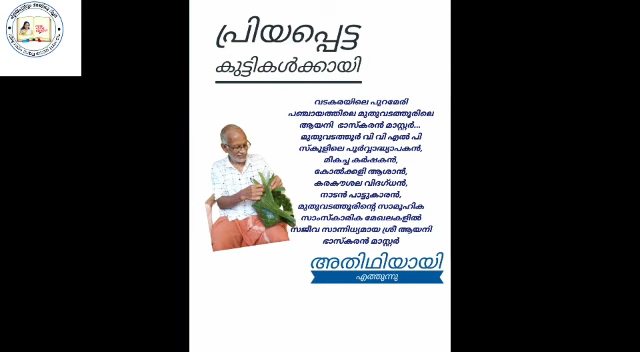 പ്രിയപ്പെട്ട
കുട്ടികൾക്കായി
വടകരയിലെ പുറമേരി
പഞ്ചായത്തിലെ മുതുവടത്തൂരിലെ
ആയനി ഭാസ്കരൻ മാസ്റ്റർ...
മുതുവടത്തൂർ വി വി എൽ പി
സ്കൂളിലെ പൂർവ്വാദ്ധ്യാപകൻ,
മികച്ച കർഷകൻ,
കോൽക്കളി ആശാൻ,
കരകൗശല വിദഗ്ധൻ,
നാടൻ പാട്ടുകാരൻ,
മുതുവടത്തൂരിന്റെ സാമൂഹിക
സാംസ്കാരിക മേഖലകളിൽ
സജീവ സാന്നിധ്യമായ ശ്രീ ആയനി
ഭാസ്കരൻ മാസ്റ്റർ
അതിഥിയായി
എത്തുന്നു